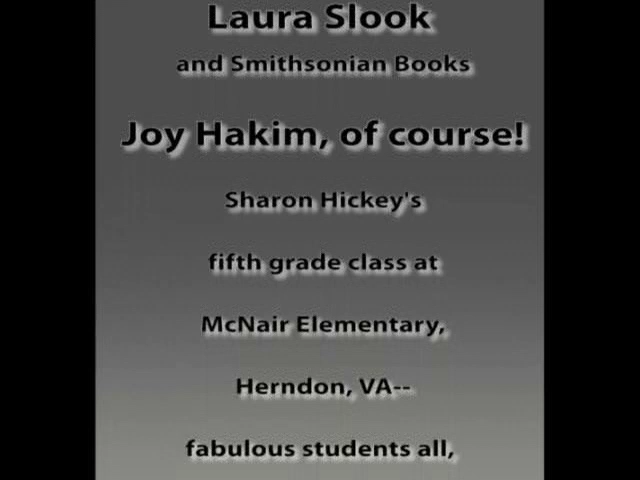 Laura Slook
and Smithsonian Books
Joy Hakim, of course!
Sharon Hickey's
fifth grade class at
McNair Elementary,
Herndon, VA--
fabulous students all,